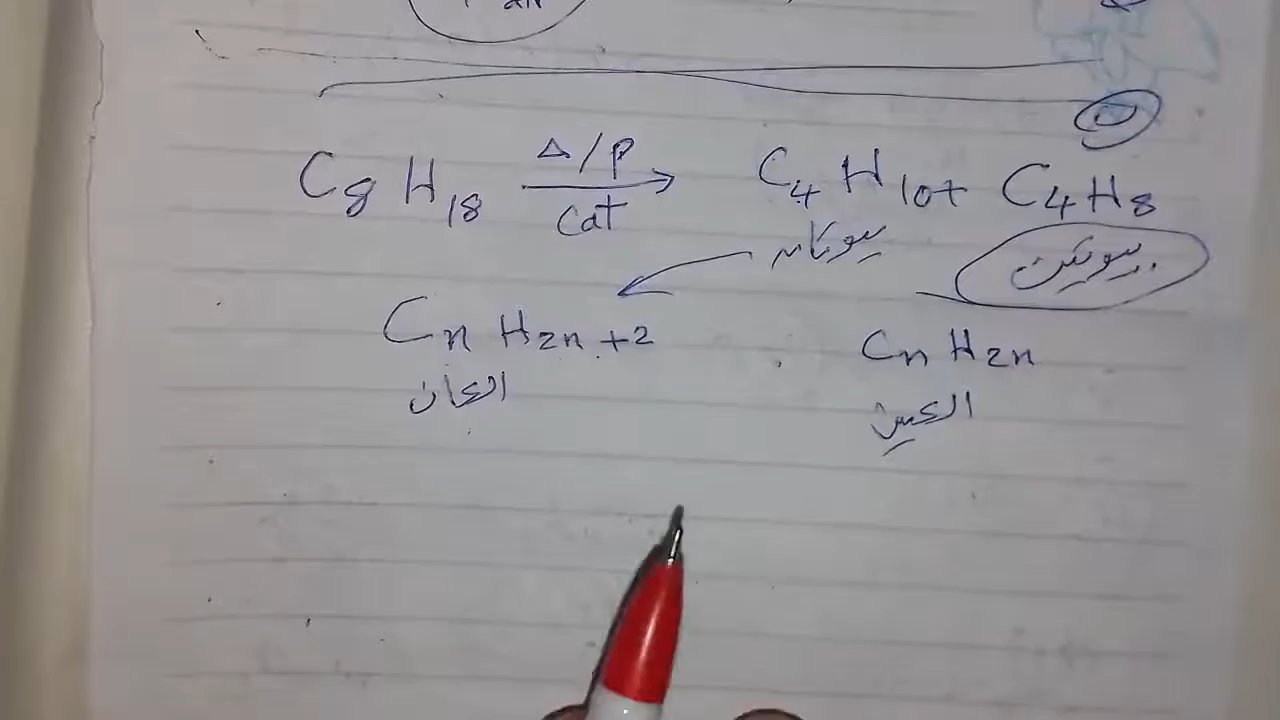 C8H18 Δ/P Cat → C4H10 + C4H8
بيوتان بيوتين
CnH2n+2 CnH2n
الكان الكين